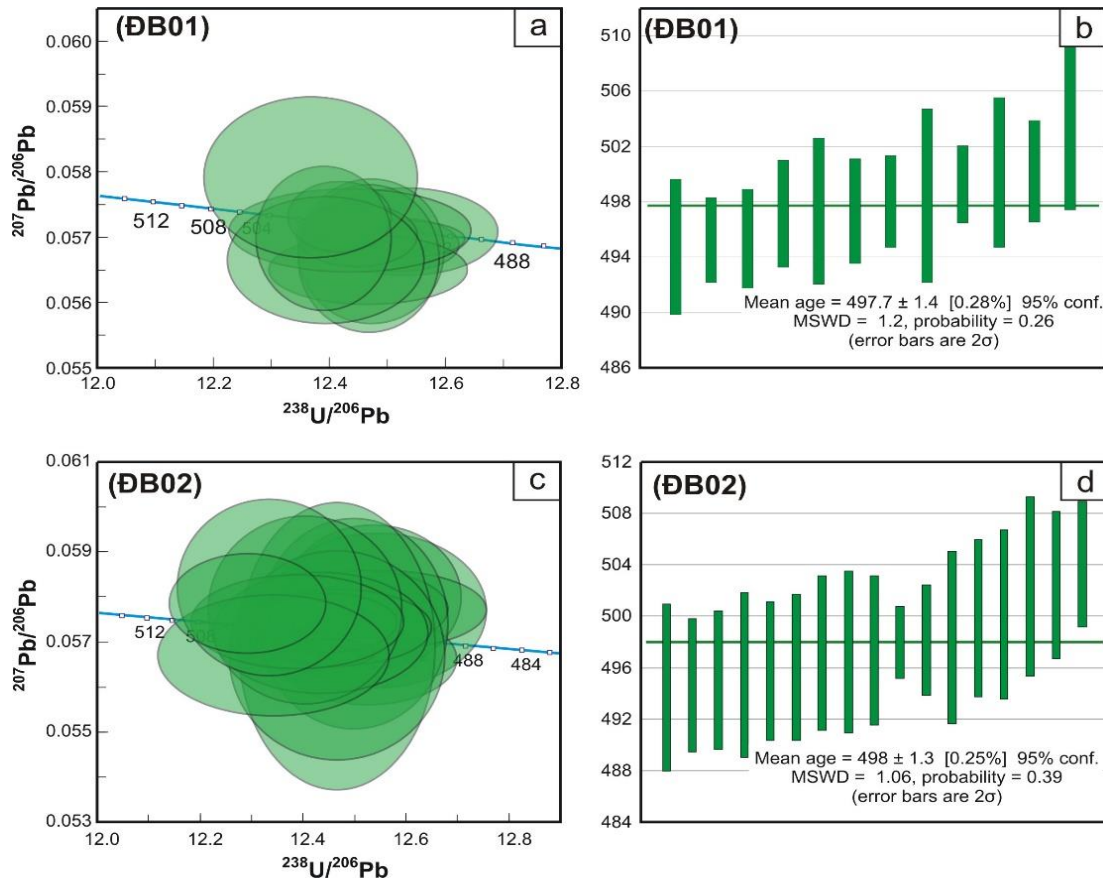 (ĐB01)
a
0.060
0.059
0.058
0.057
0.056
0.055
207Pb/206Pb
512
508
504
488
12.0
12.2
12.4
12.6
12.8
238U/206Pb
(ĐB01)
b
510
506
502
498
494
490
486
Mean age = 497.7 ± 1.4 [0.28%] 95% conf.
MSWD = 1.2, probability = 0.26
(error bars are 2σ)
(ĐB02)
c
0.061
0.059
0.057
0.055
0.053
207Pb/206Pb
512
508
488
484
12.0
12.2
12.4
12.6
12.8
238U/206Pb
(ĐB02)
d
512
508
504
500
496
492
488
484
Mean age = 498 ± 1.3 [0.25%] 95% conf.
MSWD = 1.06, probability = 0.39
(error bars are 2σ)